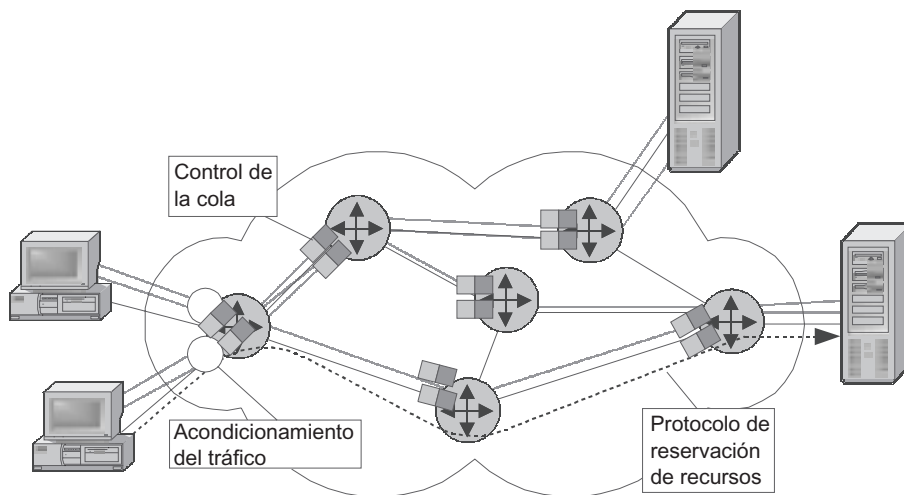 Control de
la cola
Acondicionamiento
del tráfico
Protocolo de
reservación
de recursos